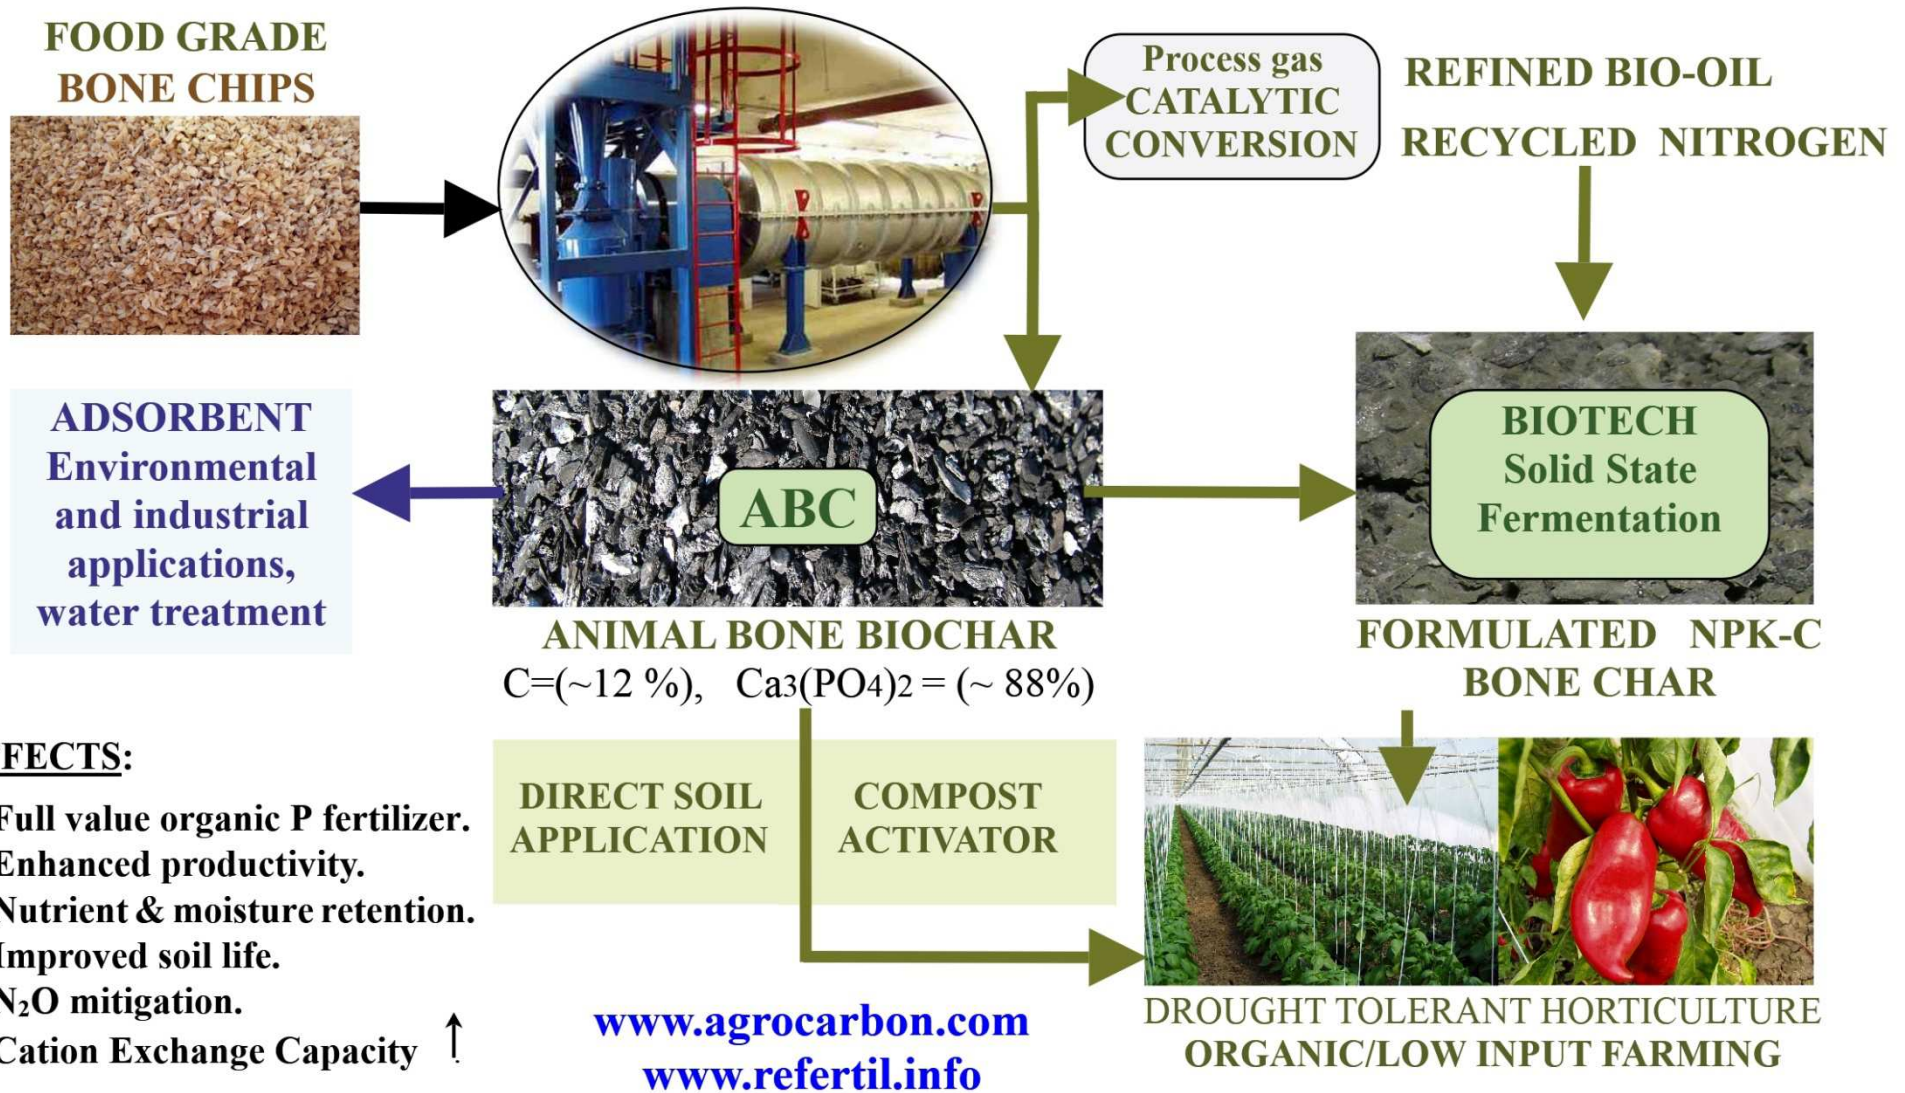 FOOD GRADE
BONE CHIPS
Process gas
CATALYTIC
CONVERSION
REFINED BIO-OIL
RECYCLED NITROGEN
ADSORBENT
Environmental
and industrial
applications,
water treatment
ABC
BIOTECH
Solid State
Fermentation
ANIMAL BONE BIOCHAR
C=(~12 %), Ca3(PO4)2 = (~ 88%)
FORMULATED NPK-C
BONE CHAR
DIRECT SOIL
APPLICATION
COMPOST
ACTIVATOR
FECTS:
Full value organic P fertilizer.
Enhanced productivity.
Nutrient & moisture retention.
Improved soil life.
N₂O mitigation.
Cation Exchange Capacity ↑
www.agrocarbon.com
www.refertil.info
DROUGHT TOLERANT HORTICULTURE
ORGANIC/LOW INPUT FARMING